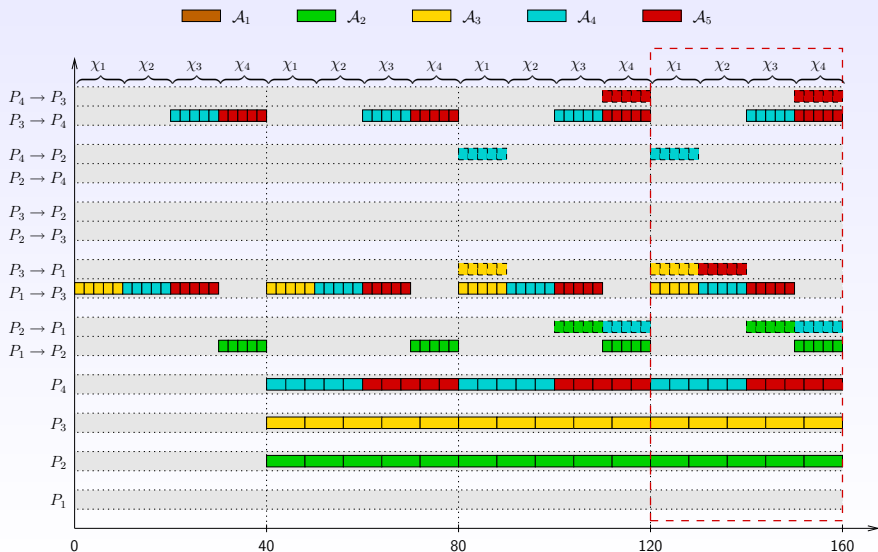 𝒜₁ 𝒜₂ 𝒜₃ 𝒜₄ 𝒜₅
χ₁ χ₂ χ₃ χ₄ χ₁ χ₂ χ₃ χ₄ χ₁ χ₂ χ₃ χ₄ χ₁ χ₂ χ₃ χ₄
P₄ → P₃
P₃ → P₄
P₄ → P₂
P₂ → P₄
P₃ → P₂
P₂ → P₃
P₃ → P₁
P₁ → P₃
P₂ → P₁
P₁ → P₂
P₄
P₃
P₂
P₁
0 40 80 120 160